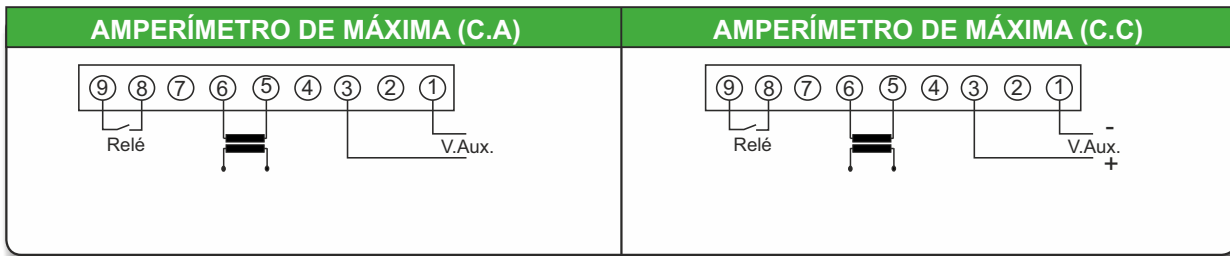 AMPERÍMETRO DE MÁXIMA (C.A)
9 8 7 6 5 4 3 2 1
Relé
V.Aux.
AMPERÍMETRO DE MÁXIMA (C.C)
9 8 7 6 5 4 3 2 1
Relé
-
V.Aux.
+